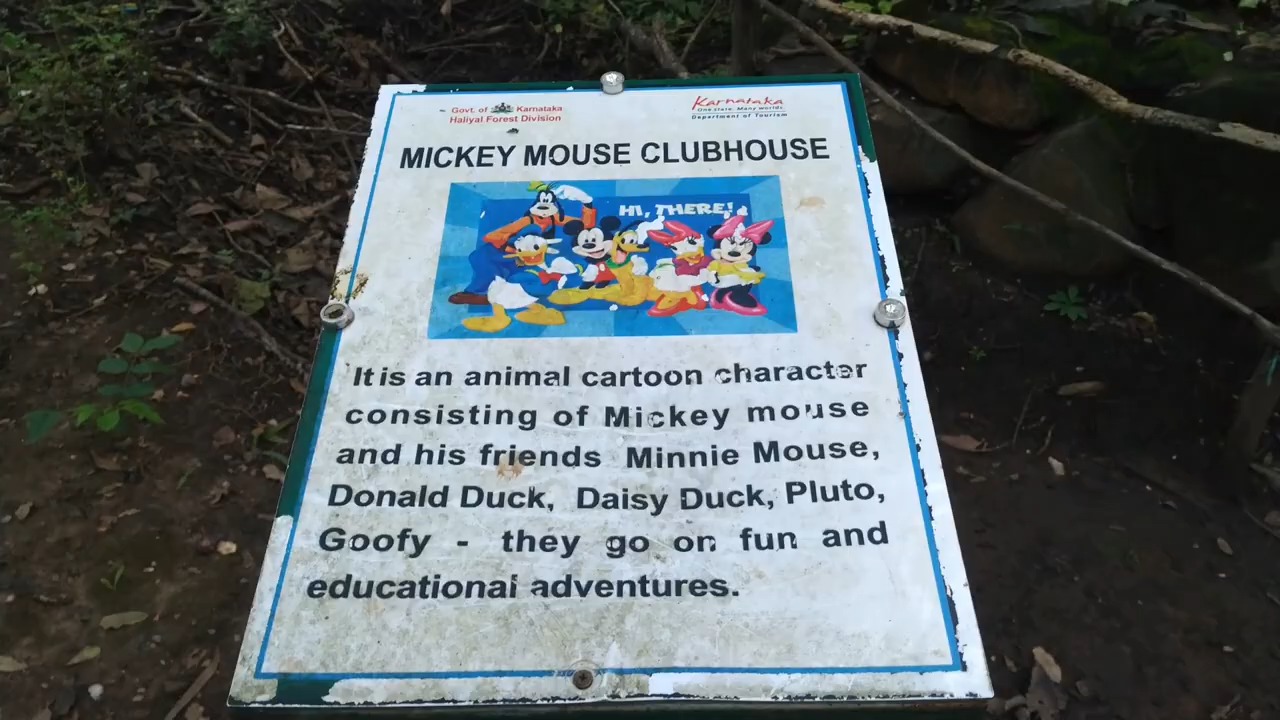 Govt. of Karnataka
Haliyal Forest Division
Karnataka
One state. Many worlds.
Department of Tourism
MICKEY MOUSE CLUBHOUSE
HI, THERE!
It is an animal cartoon character
consisting of Mickey mouse
and his friends Minnie Mouse,
Donald Duck, Daisy Duck, Pluto,
Goofy - they go on fun and
educational adventures.